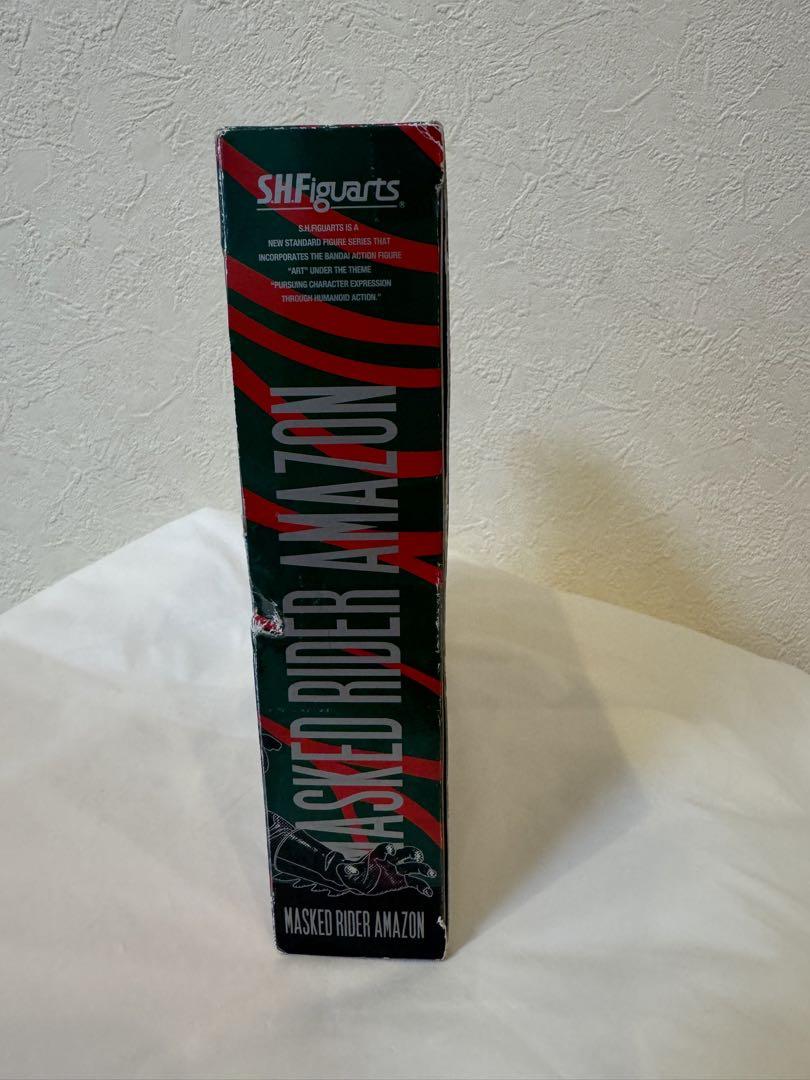 S.H.Figuarts®
S.H.FIGUARTS IS A
NEW STANDARD FIGURE SERIES THAT
INCORPORATES THE BANDAI ACTION FIGURE
"ART" UNDER THE THEME
"PURSUING CHARACTER EXPRESSION
THROUGH HUMANOID ACTION."
MASKED RIDER AMAZON
MASKED RIDER AMAZON